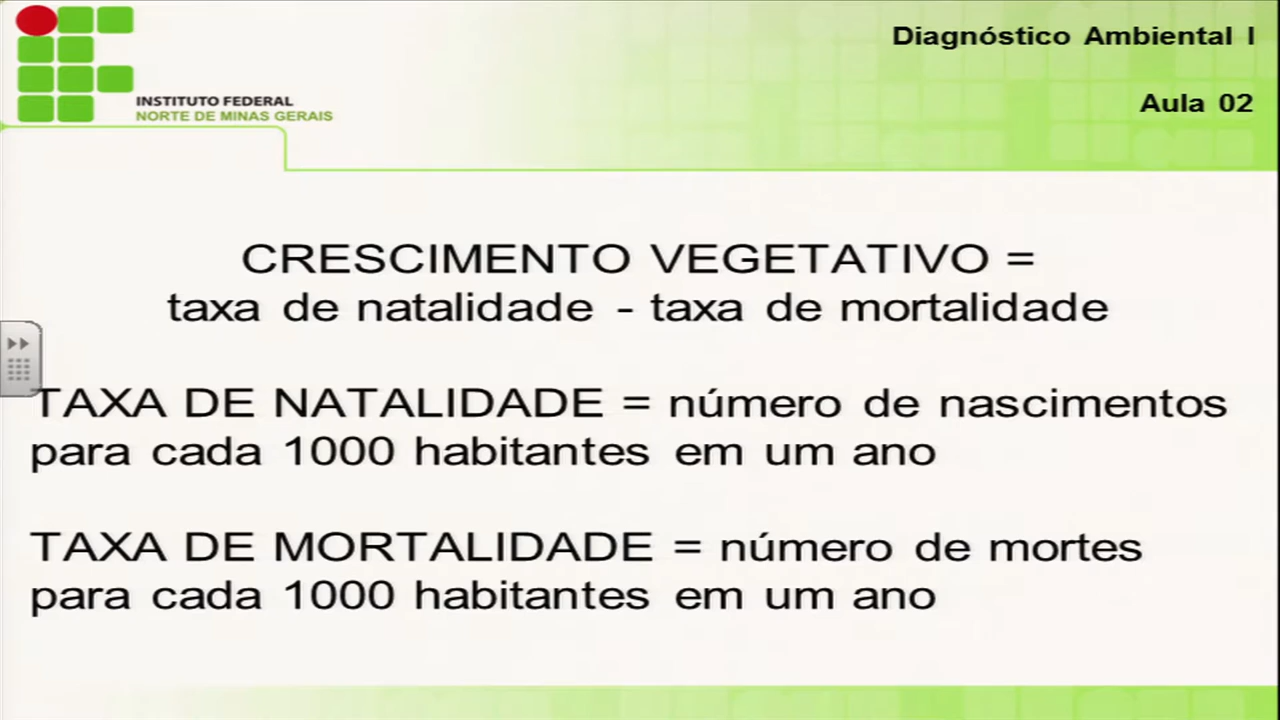 Diagnóstico Ambiental I
Aula 02
INSTITUTO FEDERAL
NORTE DE MINAS GERAIS
CRESCIMENTO VEGETATIVO =
taxa de natalidade - taxa de mortalidade
TAXA DE NATALIDADE = número de nascimentos
para cada 1000 habitantes em um ano
TAXA DE MORTALIDADE = número de mortes
para cada 1000 habitantes em um ano